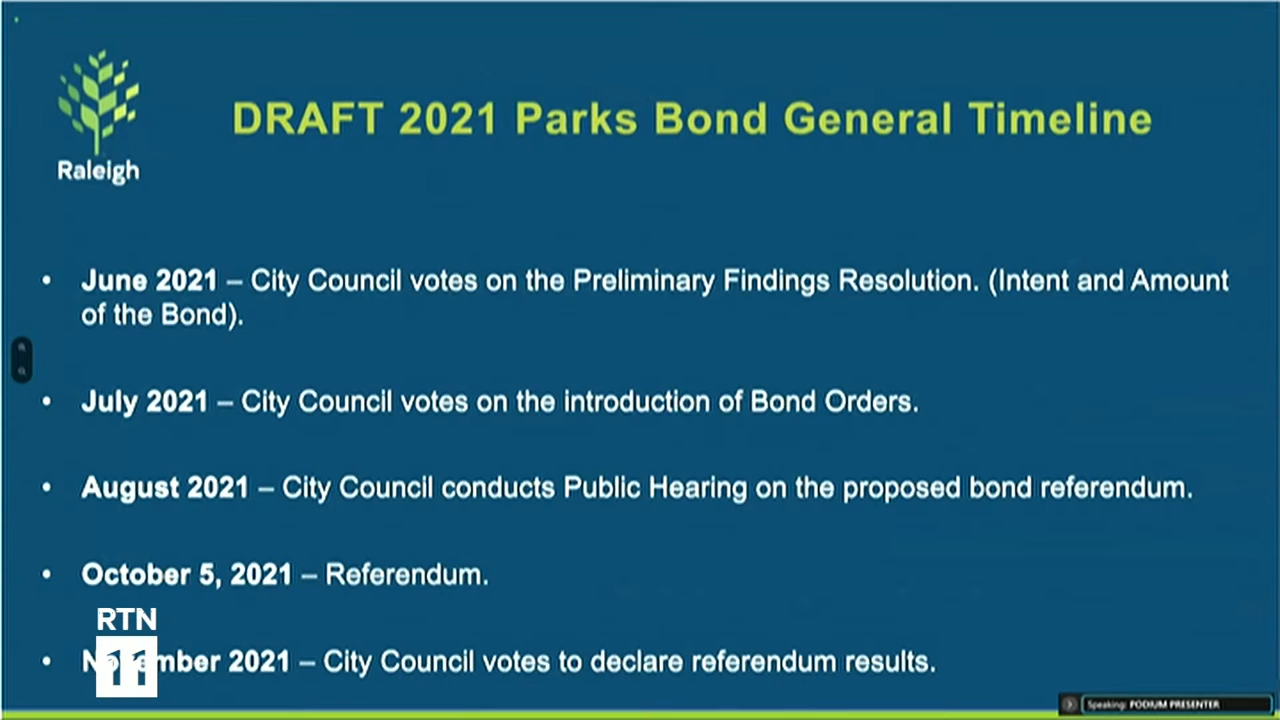 Raleigh
DRAFT 2021 Parks Bond General Timeline
• June 2021 – City Council votes on the Preliminary Findings Resolution. (Intent and Amount
of the Bond).
• July 2021 – City Council votes on the introduction of Bond Orders.
• August 2021 – City Council conducts Public Hearing on the proposed bond referendum.
• October 5, 2021 – Referendum.
RTN
11
• November 2021 – City Council votes to declare referendum results.
Speaking: PODIUM PRESENTER